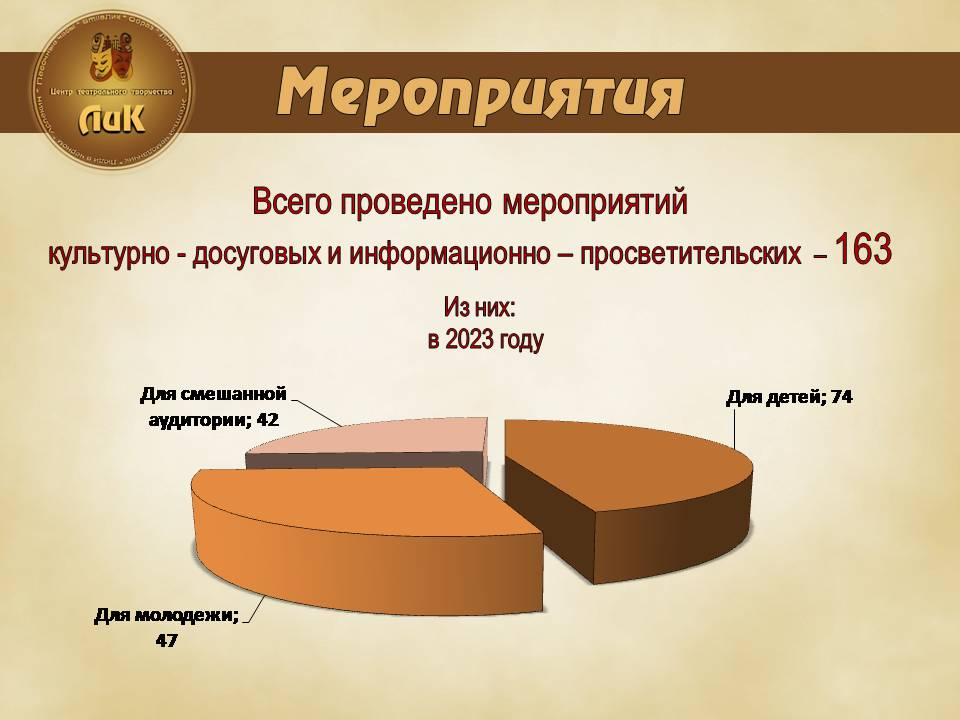 Центр театрального творчества
ЛиК
Мероприятия
Всего проведено мероприятий
культурно - досуговых и информационно – просветительских – 163
Из них:
в 2023 году
Для смешанной
аудитории; 42
Для детей; 74
Для молодежи;
47